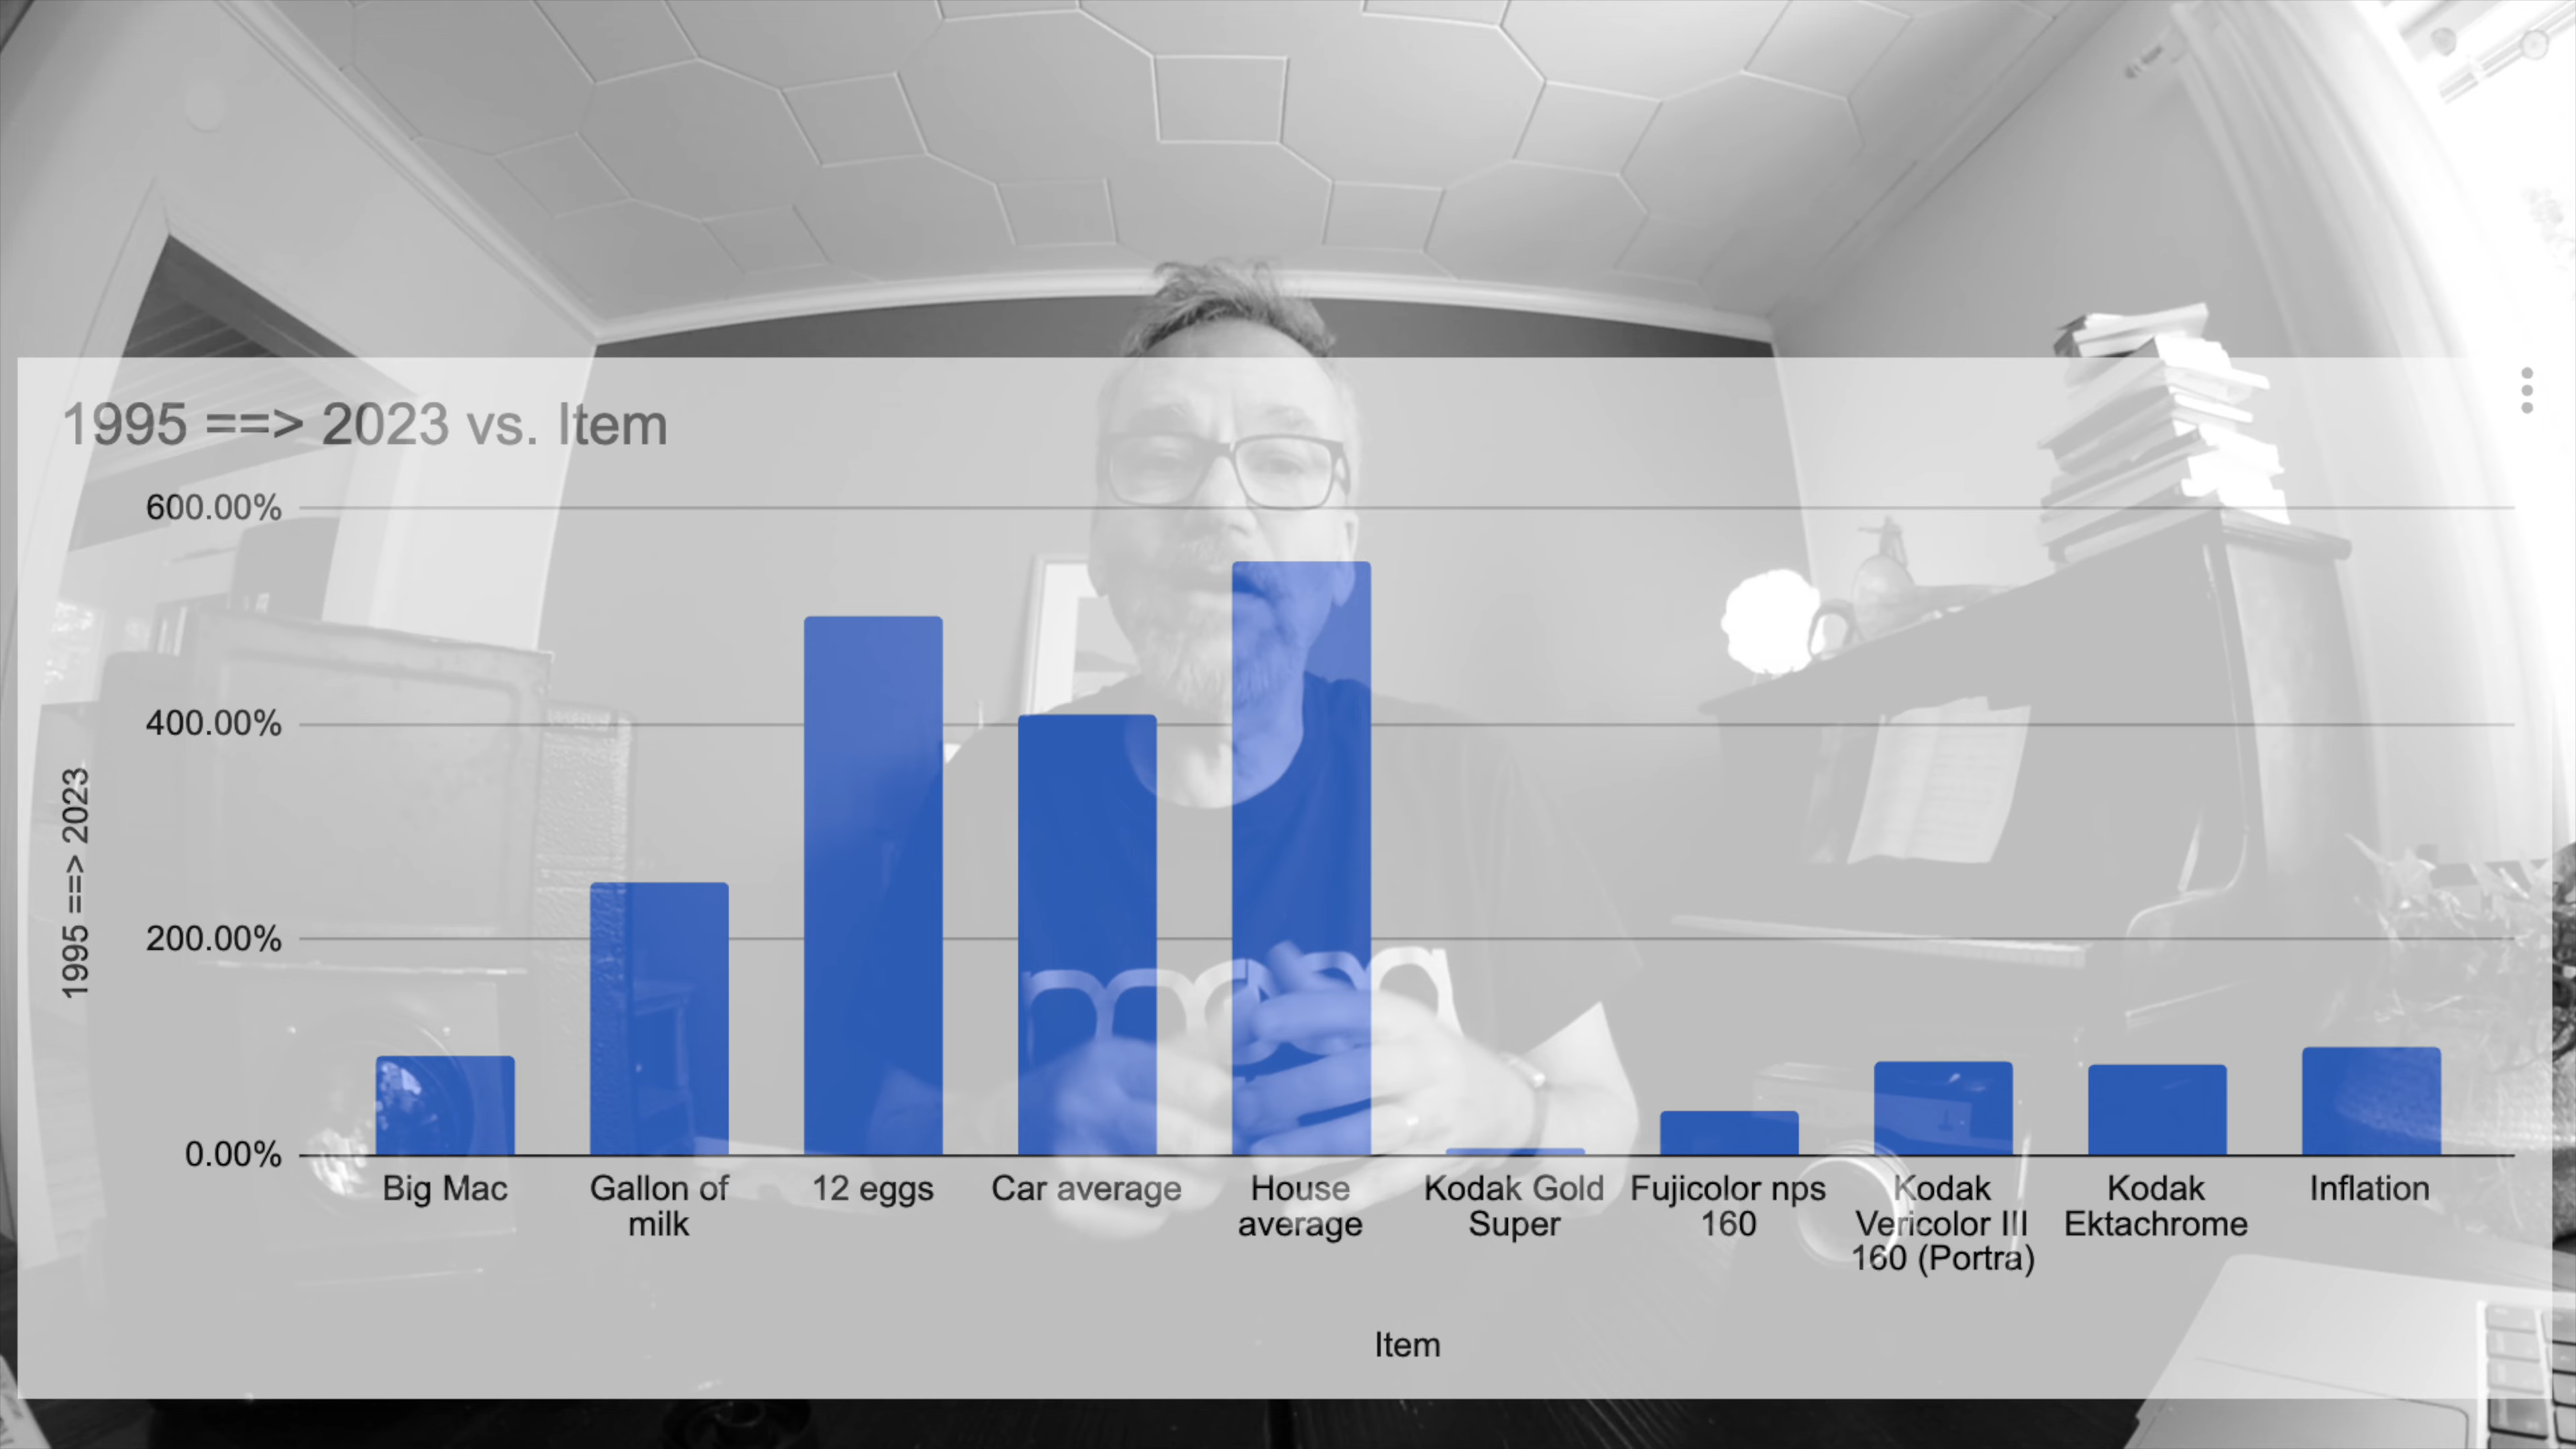 1995 ==> 2023 vs. Item
600.00%
400.00%
200.00%
0.00%
1995 ==> 2023
Big Mac
Gallon of
milk
12 eggs
Car average
House
average
Kodak Gold
Super
Fujicolor nps
160
Kodak
Vericolor III
160 (Portra)
Kodak
Ektachrome
Inflation
Item